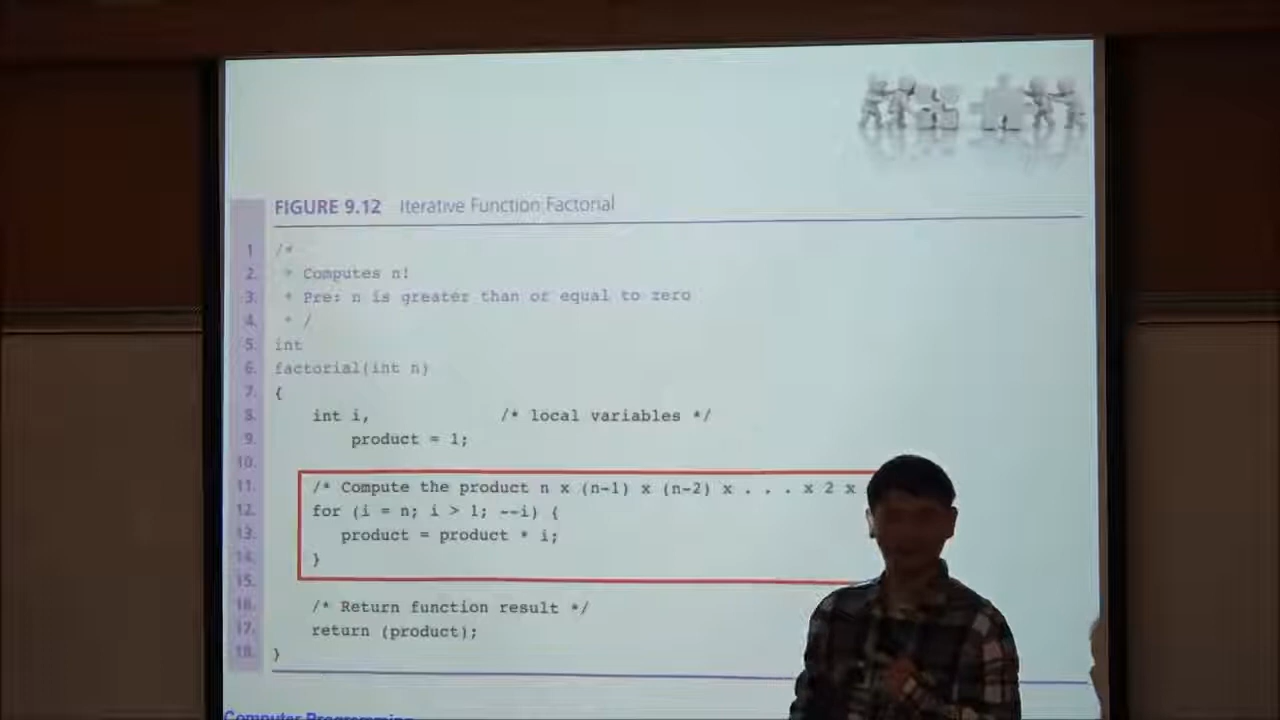 FIGURE 9.12 Iterative Function Factorial
1 /*
2. * Computes n!
3. * Pre: n is greater than or equal to zero
4. * /
5. int
6. factorial(int n)
7. {
8. int i, /* local variables */
9. product = 1;
10.
11. /* Compute the product n x (n-1) x (n-2) x . . . x 2 x
12. for (i = n; i > 1; --i) {
13. product = product * i;
14. }
15.
16. /* Return function result */
17. return (product);
18. }
Computer Programming